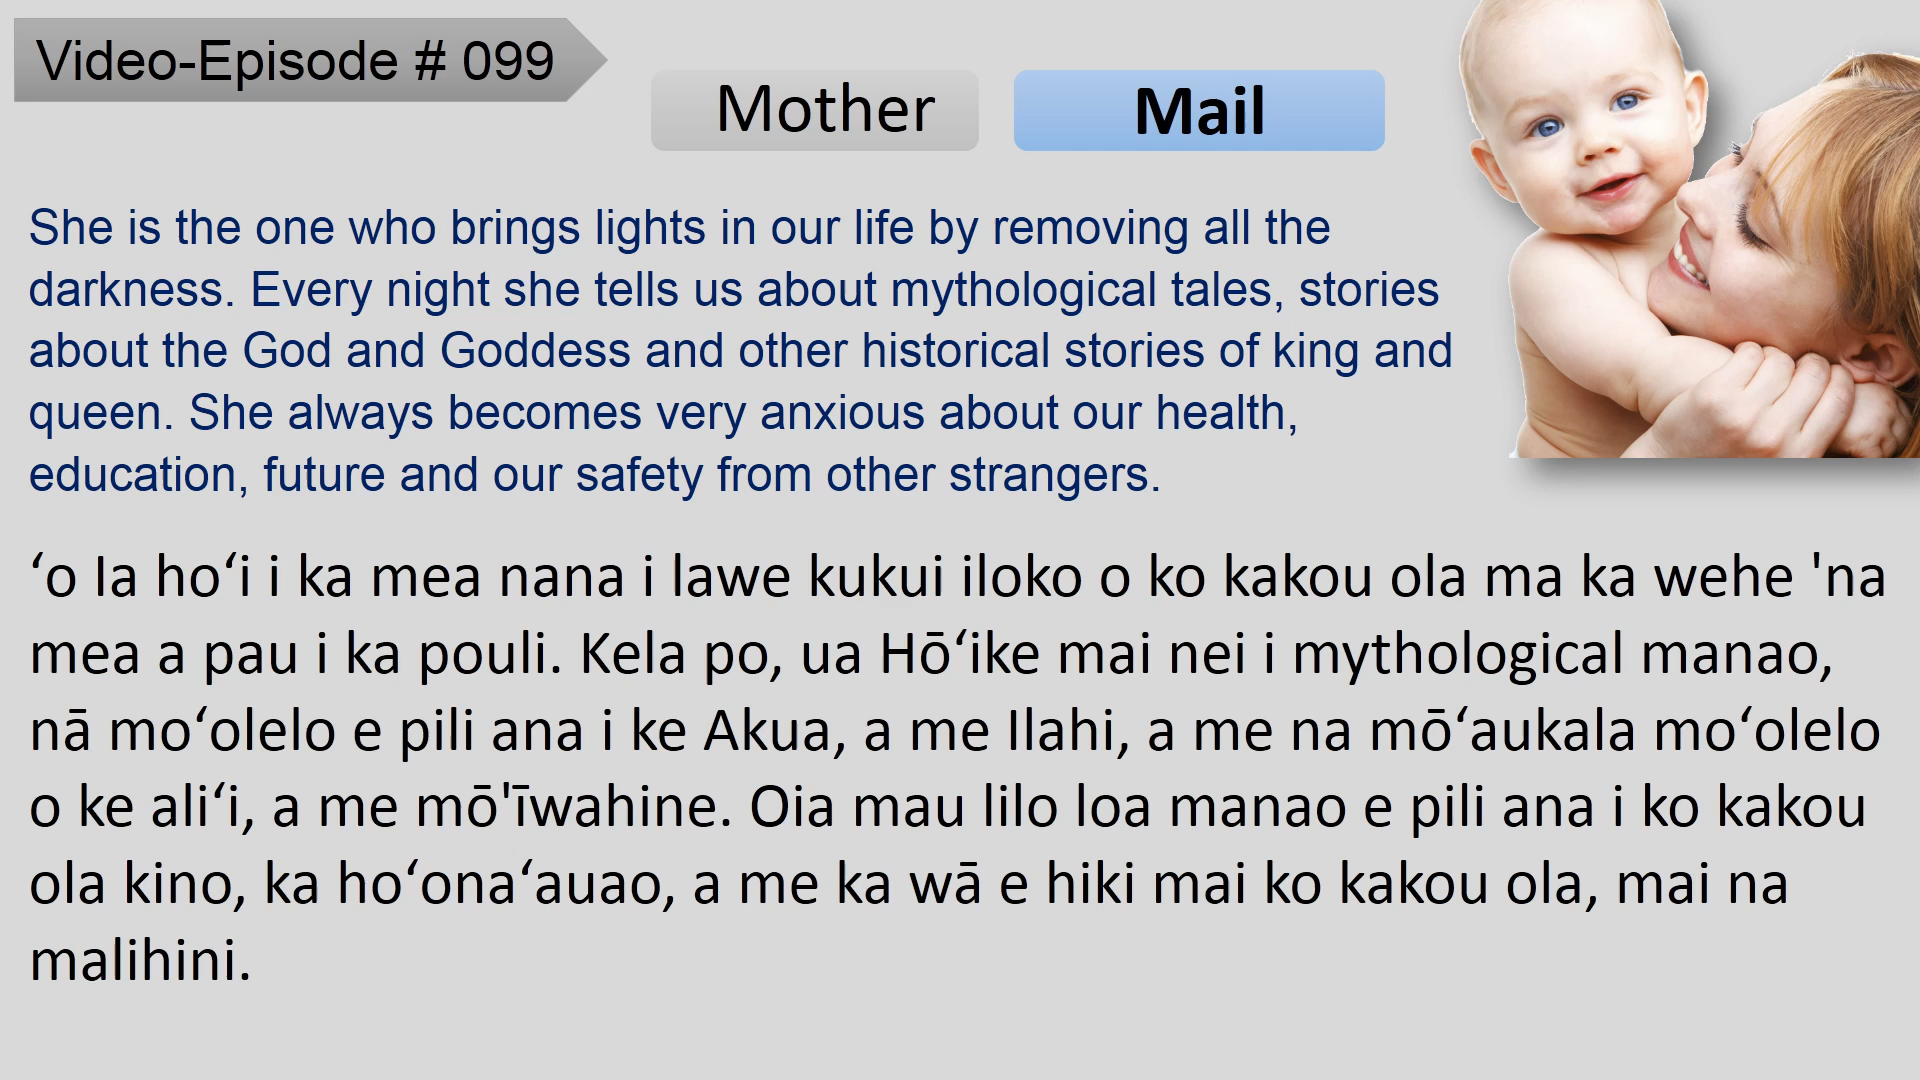 Video-Episode # 099
Mother
Mail
She is the one who brings lights in our life by removing all the
darkness. Every night she tells us about mythological tales, stories
about the God and Goddess and other historical stories of king and
queen. She always becomes very anxious about our health,
education, future and our safety from other strangers.
ʻo Ia hoʻi i ka mea nana i lawe kukui iloko o ko kakou ola ma ka wehe 'na
mea a pau i ka pouli. Kela po, ua Hōʻike mai nei i mythological manao,
nā moʻolelo e pili ana i ke Akua, a me Ilahi, a me na mōʻaukala moʻolelo
o ke aliʻi, a me mō'īwahine. Oia mau lilo loa manao e pili ana i ko kakou
ola kino, ka hoʻonaʻauao, a me ka wā e hiki mai ko kakou ola, mai na
malihini.